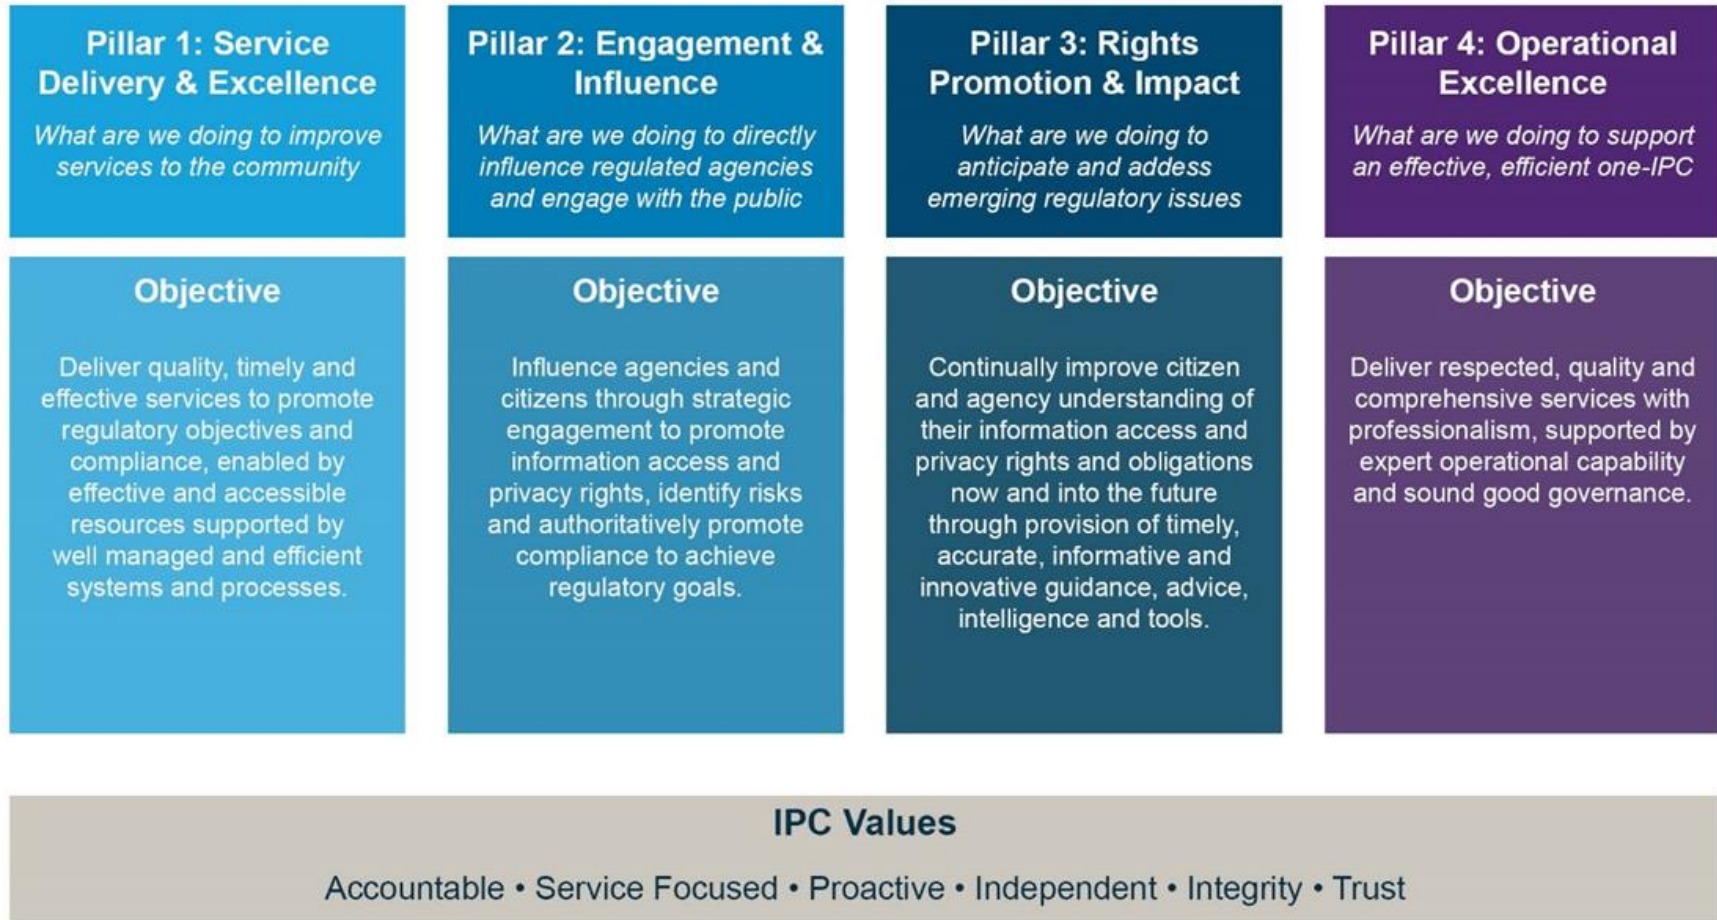 Pillar 1: Service
Delivery & Excellence
What are we doing to improve
services to the community
Objective
Deliver quality, timely and
effective services to promote
regulatory objectives and
compliance, enabled by
effective and accessible
resources supported by
well managed and efficient
systems and processes.
Pillar 2: Engagement &
Influence
What are we doing to directly
influence regulated agencies
and engage with the public
Objective
Influence agencies and
citizens through strategic
engagement to promote
information access and
privacy rights, identify risks
and authoritatively promote
compliance to achieve
regulatory goals.
Pillar 3: Rights
Promotion & Impact
What are we doing to
anticipate and addess
emerging regulatory issues
Objective
Continually improve citizen
and agency understanding of
their information access and
privacy rights and obligations
now and into the future
through provision of timely,
accurate, informative and
innovative guidance, advice,
intelligence and tools.
Pillar 4: Operational
Excellence
What are we doing to support
an effective, efficient one-IPC
Objective
Deliver respected, quality and
comprehensive services with
professionalism, supported by
expert operational capability
and sound good governance.
IPC Values
Accountable • Service Focused • Proactive • Independent • Integrity • Trust